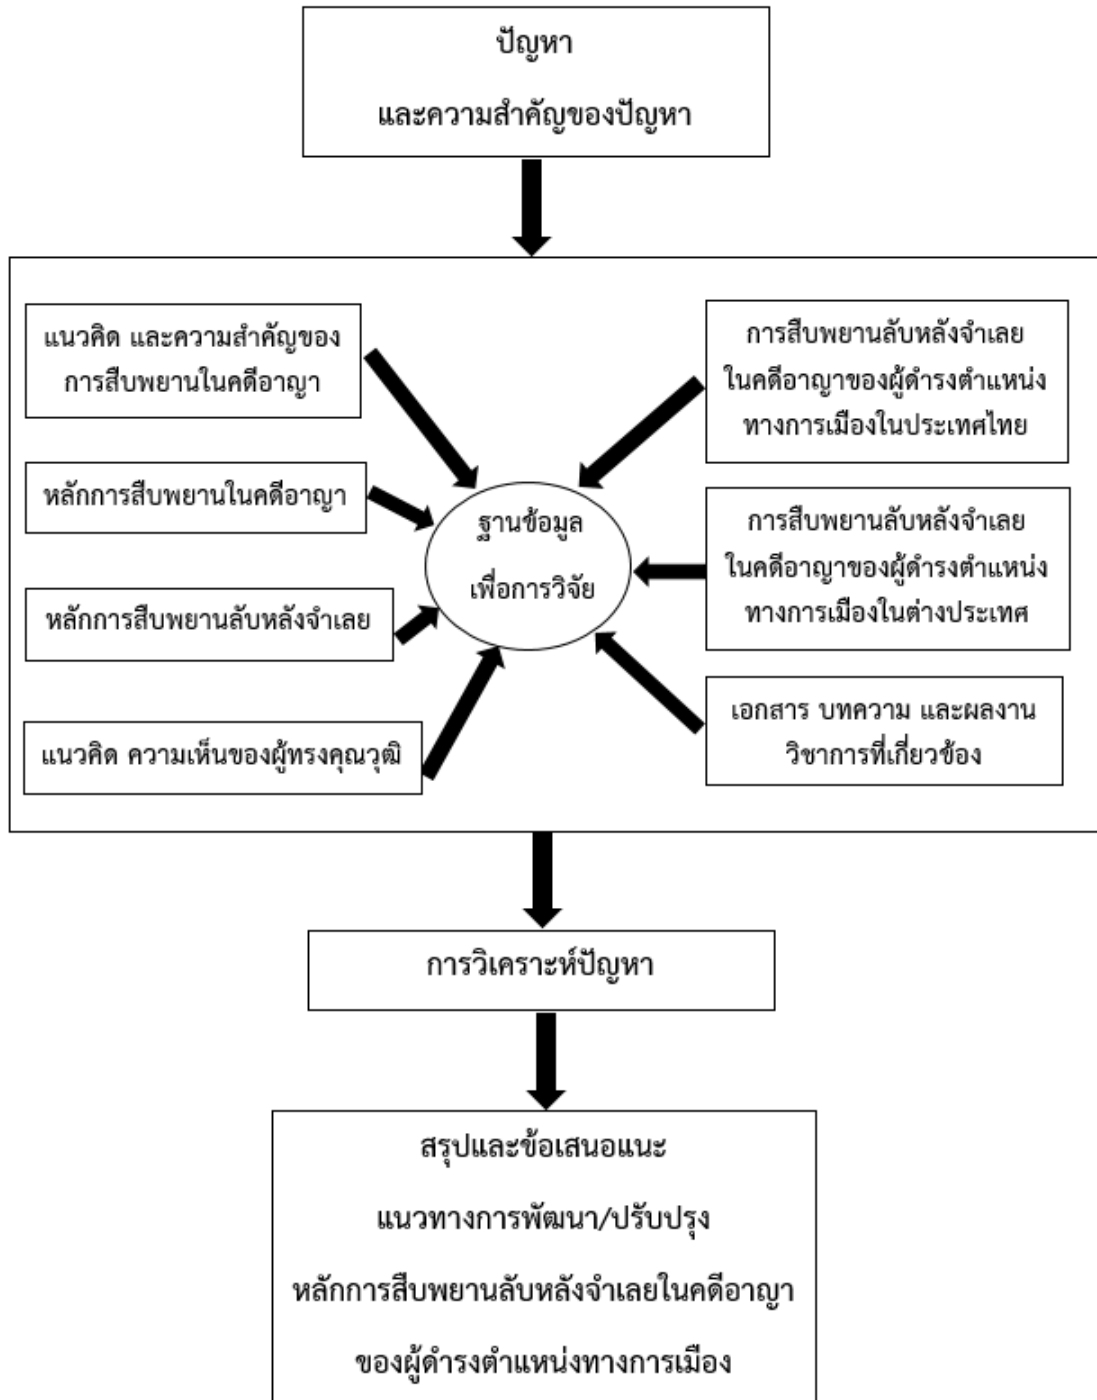 ปัญหา
และความสำคัญของปัญหา
แนวคิด และความสำคัญของ
การสืบพยานในคดีอาญา
หลักการสืบพยานในคดีอาญา
หลักการสืบพยานลับหลังจำเลย
แนวคิด ความเห็นของผู้ทรงคุณวุฒิ
ฐานข้อมูล
เพื่อการวิจัย
การสืบพยานลับหลังจำเลย
ในคดีอาญาของผู้ดำรงตำแหน่ง
ทางการเมืองในประเทศไทย
การสืบพยานลับหลังจำเลย
ในคดีอาญาของผู้ดำรงตำแหน่ง
ทางการเมืองในต่างประเทศ
เอกสาร บทความ และผลงาน
วิชาการที่เกี่ยวข้อง
การวิเคราะห์ปัญหา
สรุปและข้อเสนอแนะ
แนวทางการพัฒนา/ปรับปรุง
หลักการสืบพยานลับหลังจำเลยในคดีอาญา
ของผู้ดำรงตำแหน่งทางการเมือง